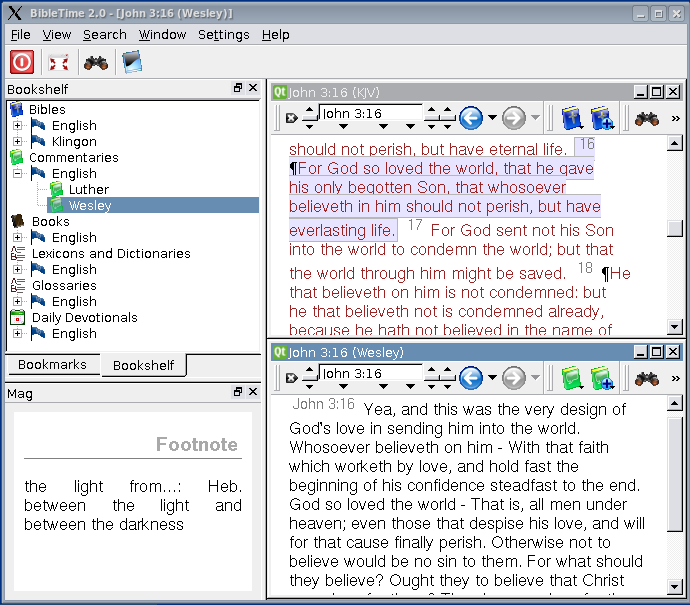 BibleTime 2.0 - [John 3:16 (Wesley)]
File View Search Window Settings Help
Bookshelf
Bibles
English
Klingon
Commentaries
English
Luther
Wesley
Books
English
Lexicons and Dictionaries
English
Glossaries
English
Daily Devotionals
English
Bookmarks Bookshelf
Mag
Footnote
the light from...: Heb.
between the light and
between the darkness
Qt John 3:16 (KJV)
John 3:16
should not perish, but have eternal life. 16
¶For God so loved the world, that he gave
his only begotten Son, that whosoever
believeth in him should not perish, but have
everlasting life. 17 For God sent not his Son
into the world to condemn the world; but that
the world through him might be saved. 18 ¶He
that believeth on him is not condemned: but
he that believeth not is condemned already,
because he hath not believed in the name of
Qt John 3:16 (Wesley)
John 3:16
John 3:16 Yea, and this was the very design of
God's love in sending him into the world.
Whosoever believeth on him - With that faith
which worketh by love, and hold fast the
beginning of his confidence steadfast to the end.
God so loved the world - That is, all men under
heaven; even those that despise his love, and will
for that cause finally perish. Otherwise not to
believe would be no sin to them. For what should
they believe? Ought they to believe that Christ